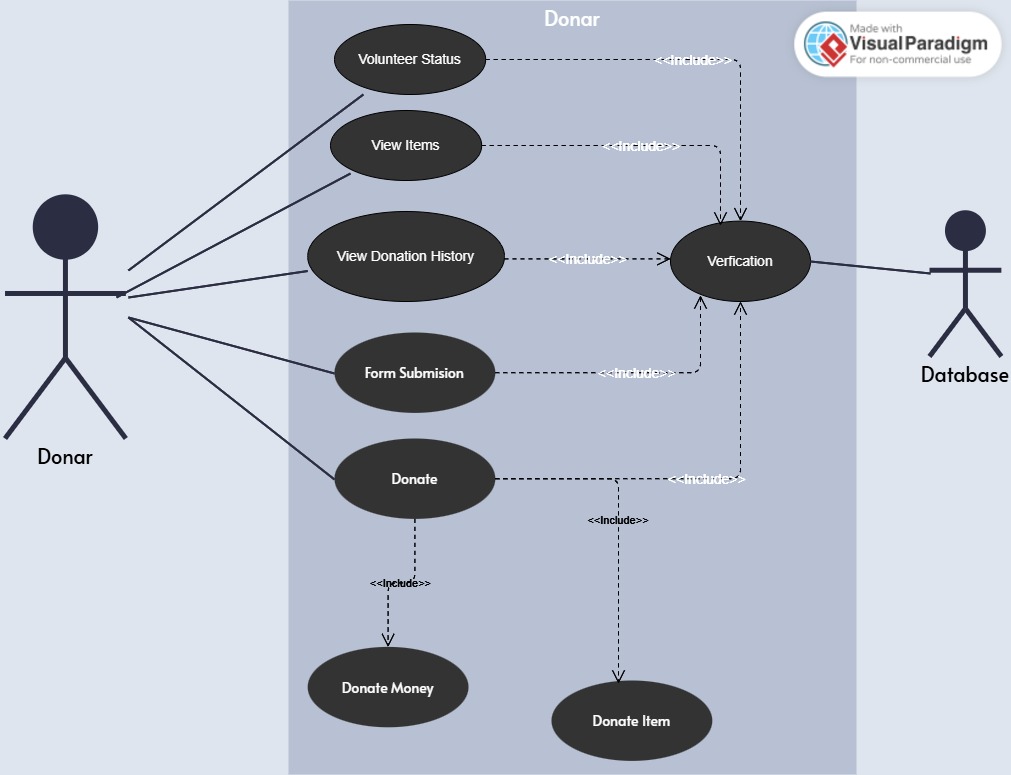 Donar
Made with
Visual Paradigm
For non-commercial use
Volunteer Status
<<Include>>
View Items
<<Include>>
View Donation History
<<Include>>
Verfication
Database
Form Submision
<<Include>>
Donar
Donate
<<Include>>
<<Include>>
<<Include>>
Donate Money
Donate Item